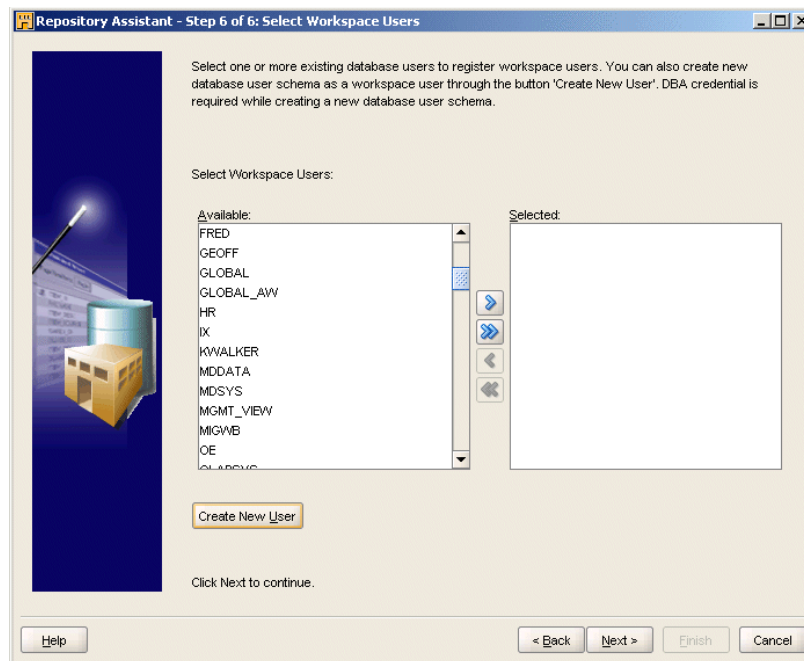 Repository Assistant - Step 6 of 6: Select Workspace Users
Select one or more existing database users to register workspace users. You can also create new
database user schema as a workspace user through the button 'Create New User'. DBA credential is
required while creating a new database user schema.
Select Workspace Users:
Available:
FRED
GEOFF
GLOBAL
GLOBAL_AW
HR
IX
KWALKER
MDDATA
MDSYS
MGMT_VIEW
MIGWB
OE
Selected:
Create New User
Click Next to continue.
Help
< Back
Next >
Finish
Cancel